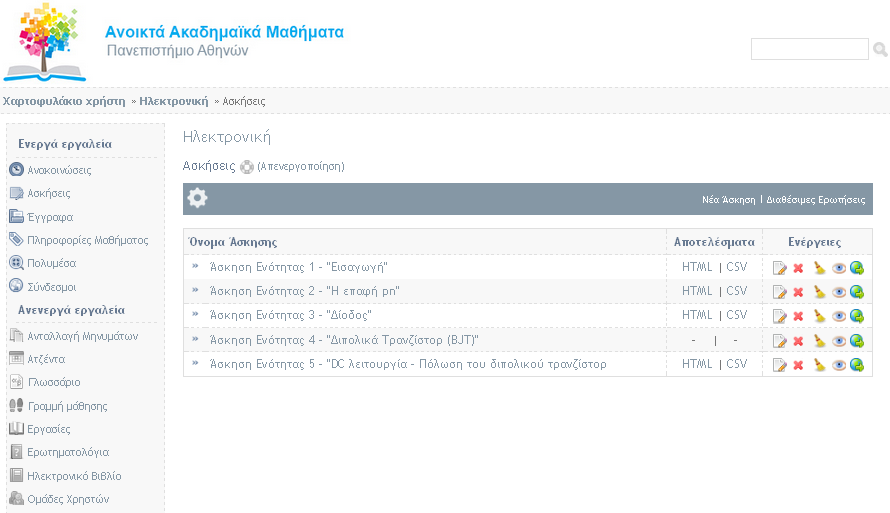 Ανοικτά Ακαδημαϊκά Μαθήματα
Πανεπιστήμιο Αθηνών
Χαρτοφυλάκιο χρήστη » Ηλεκτρονική » Ασκήσεις
Ενεργά εργαλεία
Ανακοινώσεις
Ασκήσεις
Έγγραφα
Πληροφορίες Μαθήματος
Πολυμέσα
Σύνδεσμοι
Ανενεργά εργαλεία
Ανταλλαγή Μηνυμάτων
Ατζέντα
Γλωσσάριο
Γραμμή μάθησης
Εργασίες
Ερωτηματολόγια
Ηλεκτρονικό Βιβλίο
Ομάδες Χρηστών
Ηλεκτρονική
Ασκήσεις (Απενεργοποίηση)
Νέα Άσκηση | Διαθέσιμες Ερωτήσεις
Όνομα Άσκησης Αποτελέσματα Ενέργειες
» Άσκηση Ενότητας 1 - "Εισαγωγή" HTML | CSV
» Άσκηση Ενότητας 2 - "Η επαφή pn" HTML | CSV
» Άσκηση Ενότητας 3 - "Δίοδος" HTML | CSV
» Άσκηση Ενότητας 4 - "Διπολικά Τρανζίστορ (BJT)" - | -
» Άσκηση Ενότητας 5 - "DC λειτουργία - Πόλωση του διπολικού τρανζίστορ HTML | CSV